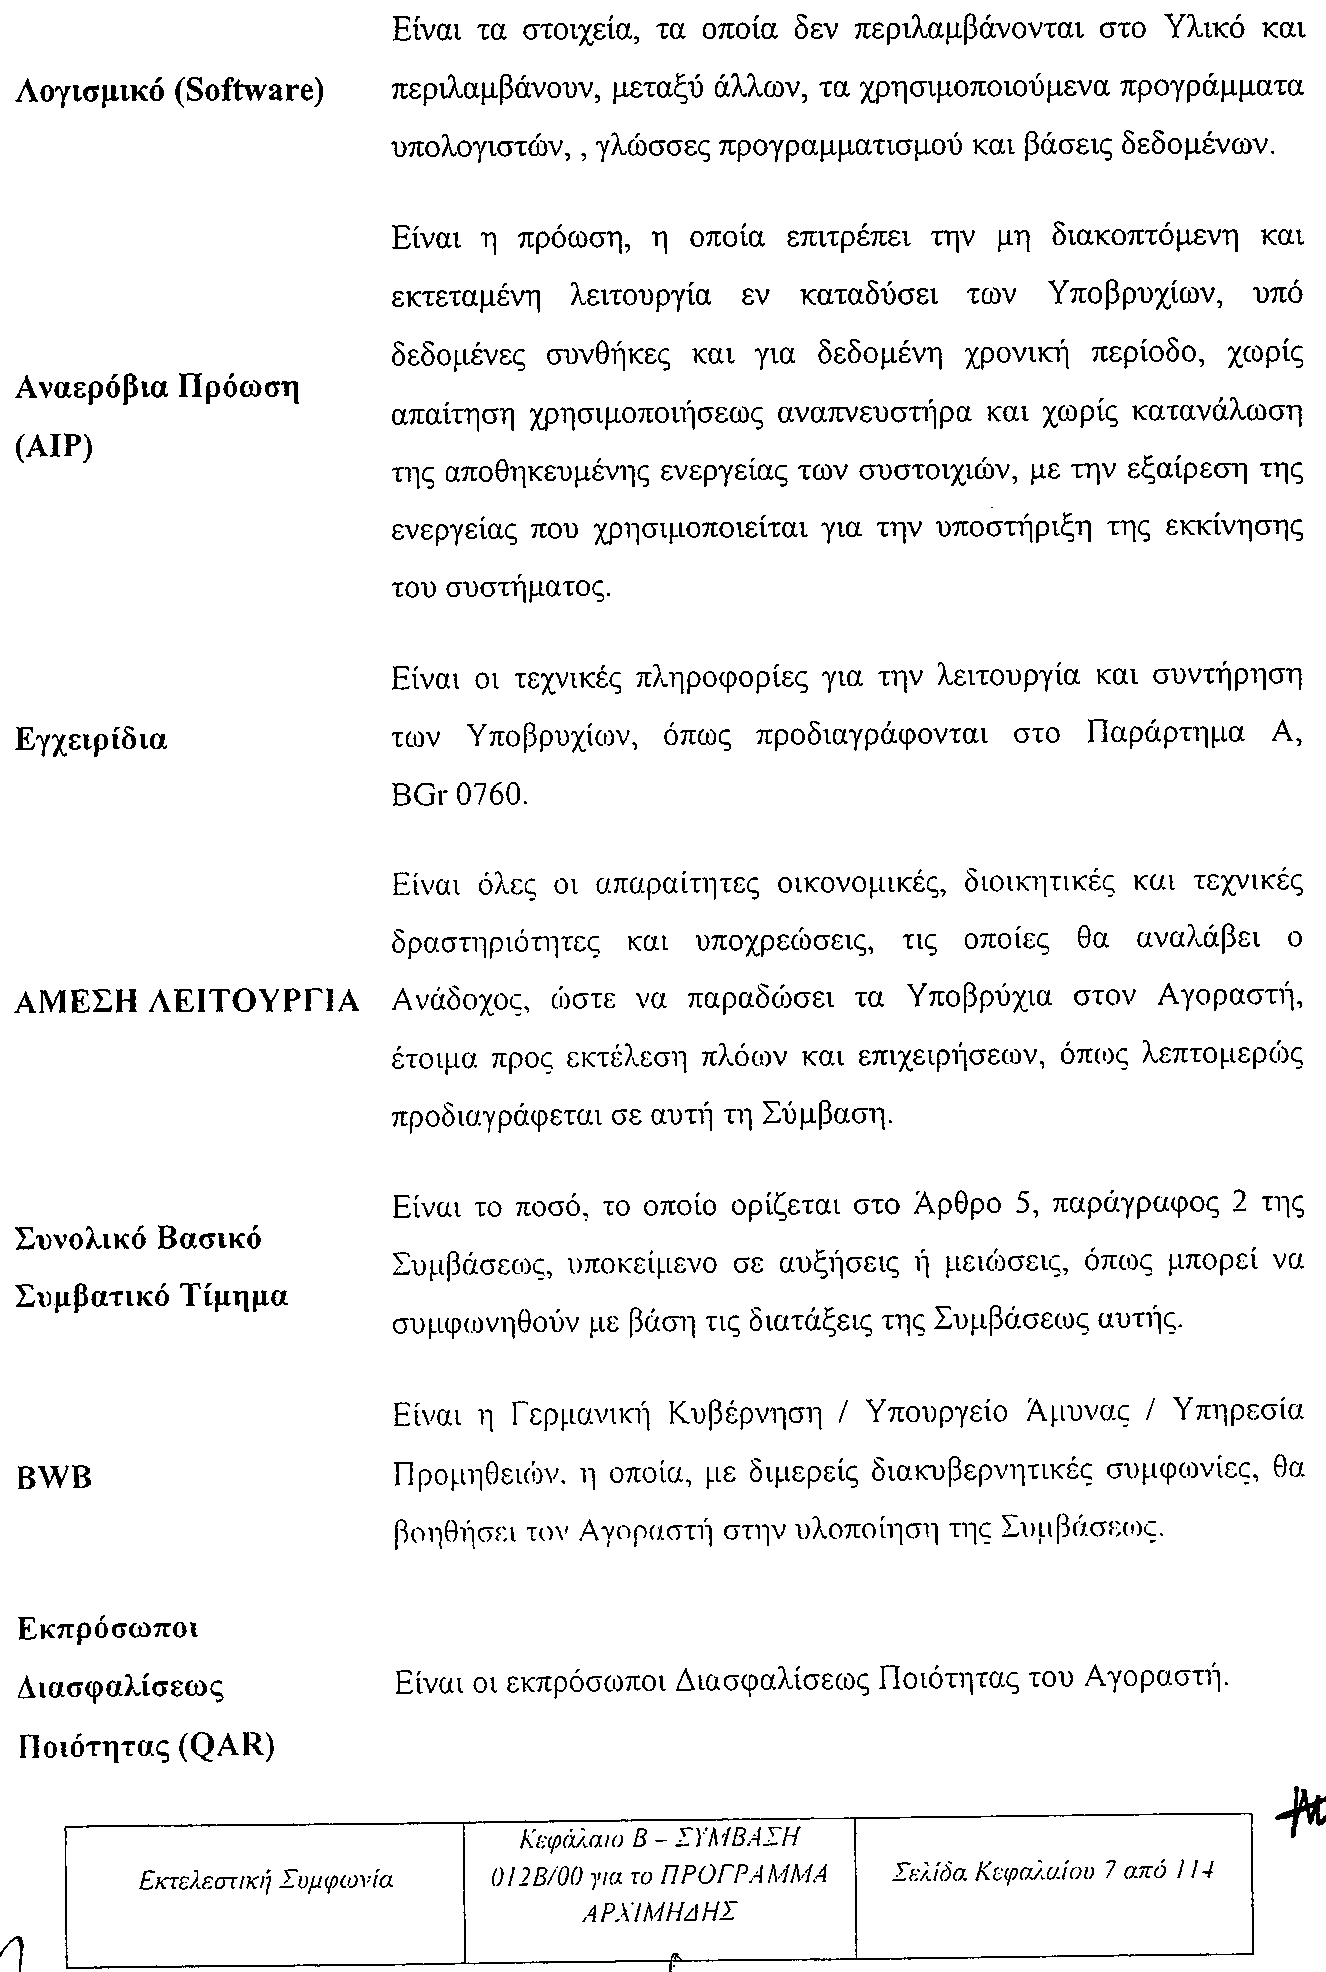 Είναι τα στοιχεία, τα οποία δεν περιλαμβάνονται στο Υλικό και
Λογισμικό (Software) περιλαμβάνουν, μεταξύ άλλων, τα χρησιμοποιούμενα προγράμματα
υπολογιστών, , γλώσσες προγραμματισμού και βάσεις δεδομένων.
Είναι η πρόωση, η οποία επιτρέπει την μη διακοπτόμενη και
εκτεταμένη λειτουργία εν καταδύσει των Υποβρυχίων, υπό
δεδομένες συνθήκες και για δεδομένη χρονική περίοδο, χωρίς
Αναερόβια Πρόωση
απαίτηση χρησιμοποιήσεως αναπνευστήρα και χωρίς κατανάλωση
(AIP)
της αποθηκευμένης ενεργείας των συστοιχιών, με την εξαίρεση της
ενεργείας που χρησιμοποιείται για την υποστήριξη της εκκίνησης
του συστήματος.
Είναι οι τεχνικές πληροφορίες για την λειτουργία και συντήρηση
Εγχειρίδια των Υποβρυχίων, όπως προδιαγράφονται στο Παράρτημα Α,
BGr 0760.
Είναι όλες οι απαραίτητες οικονομικές, διοικητικές και τεχνικές
δραστηριότητες και υποχρεώσεις, τις οποίες θα αναλάβει ο
ΑΜΕΣΗ ΛΕΙΤΟΥΡΓΙΑ Ανάδοχος, ώστε να παραδώσει τα Υποβρύχια στον Αγοραστή,
έτοιμα προς εκτέλεση πλόων και επιχειρήσεων, όπως λεπτομερώς
προδιαγράφεται σε αυτή τη Σύμβαση.
Είναι το ποσό, το οποίο ορίζεται στο Άρθρο 5, παράγραφος 2 της
Συνολικό Βασικό
Συμβάσεως, υποκείμενο σε αυξήσεις ή μειώσεις, όπως μπορεί να
Συμβατικό Τίμημα
συμφωνηθούν με βάση τις διατάξεις της Συμβάσεως αυτής.
Είναι η Γερμανική Κυβέρνηση / Υπουργείο Άμυνας / Υπηρεσία
BWB Προμηθειών. η οποία, με διμερείς διακυβερνητικές συμφωνίες, θα
βοηθήσει τον Αγοραστή στην υλοποίηση της Συμβάσεως.
Εκπρόσωποι
Διασφαλίσεως Είναι οι εκπρόσωποι Διασφαλίσεως Ποιότητας του Αγοραστή.
Ποιότητας (QAR)
Κεφάλαιο Β – ΣΥΜΒΑΣΗ
Εκτελεστική Συμφωνία 012Β/00 για το ΠΡΟΓΡΑΜΜΑ Σελίδα Κεφαλαίου 7 από 114
ΑΡΧΙΜΗΔΗΣ